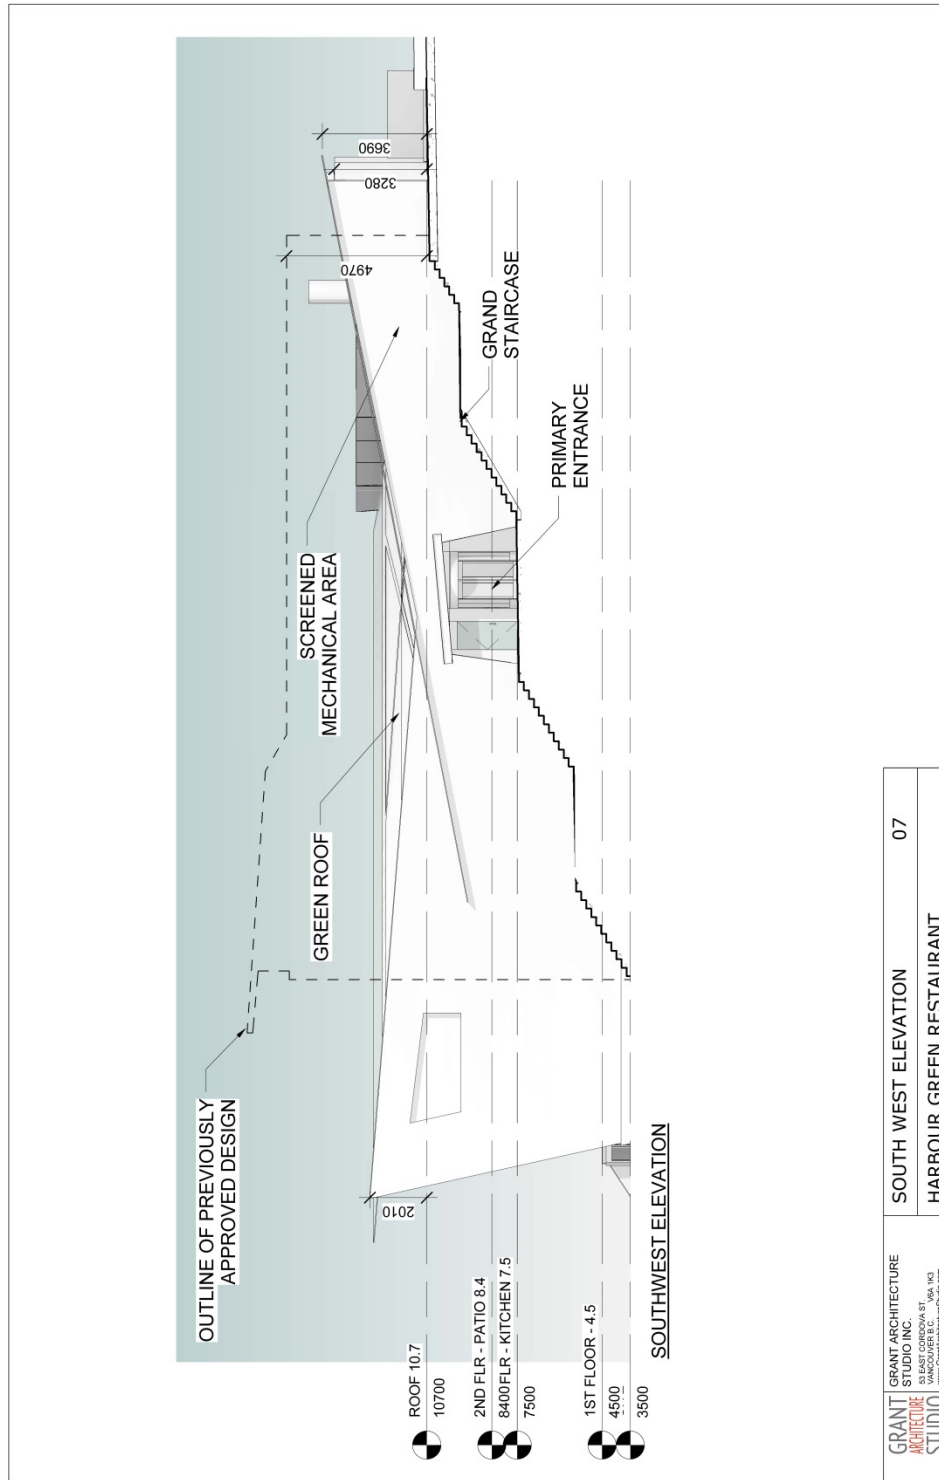 OUTLINE OF PREVIOUSLY
APPROVED DESIGN
GREEN ROOF
SCREENED
MECHANICAL AREA
GRAND
STAIRCASE
PRIMARY
ENTRANCE
2010
4970
3280
3690
ROOF 10.7
10700
2ND FLR - PATIO 8.4
8400
FLR - KITCHEN 7.5
7500
1ST FLOOR - 4.5
4500
3500
SOUTHWEST ELEVATION
GRANT
ARCHITECTURE
STUDIO
GRANT ARCHITECTURE
STUDIO INC.
53 EAST CORDOVA ST.
VANCOUVER B.C. V6A 1K3
SOUTH WEST ELEVATION 07
HARBOUR GREEN RESTAURANT